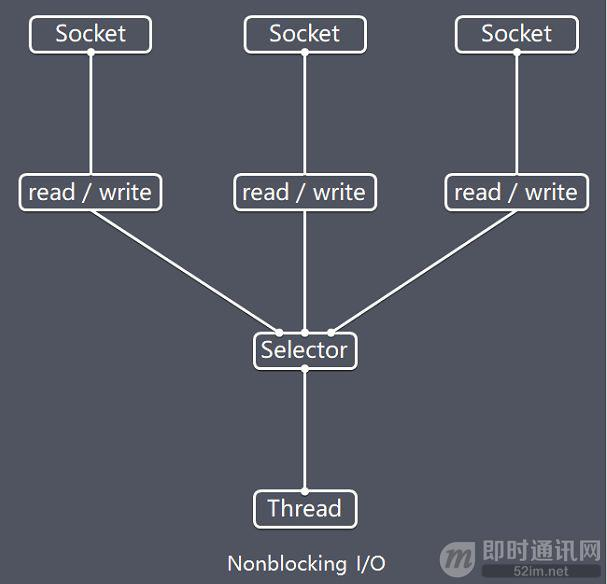 Socket Socket Socket
read / write read / write read / write
Selector
Thread
Nonblocking I/O
即时通讯网
52im.net